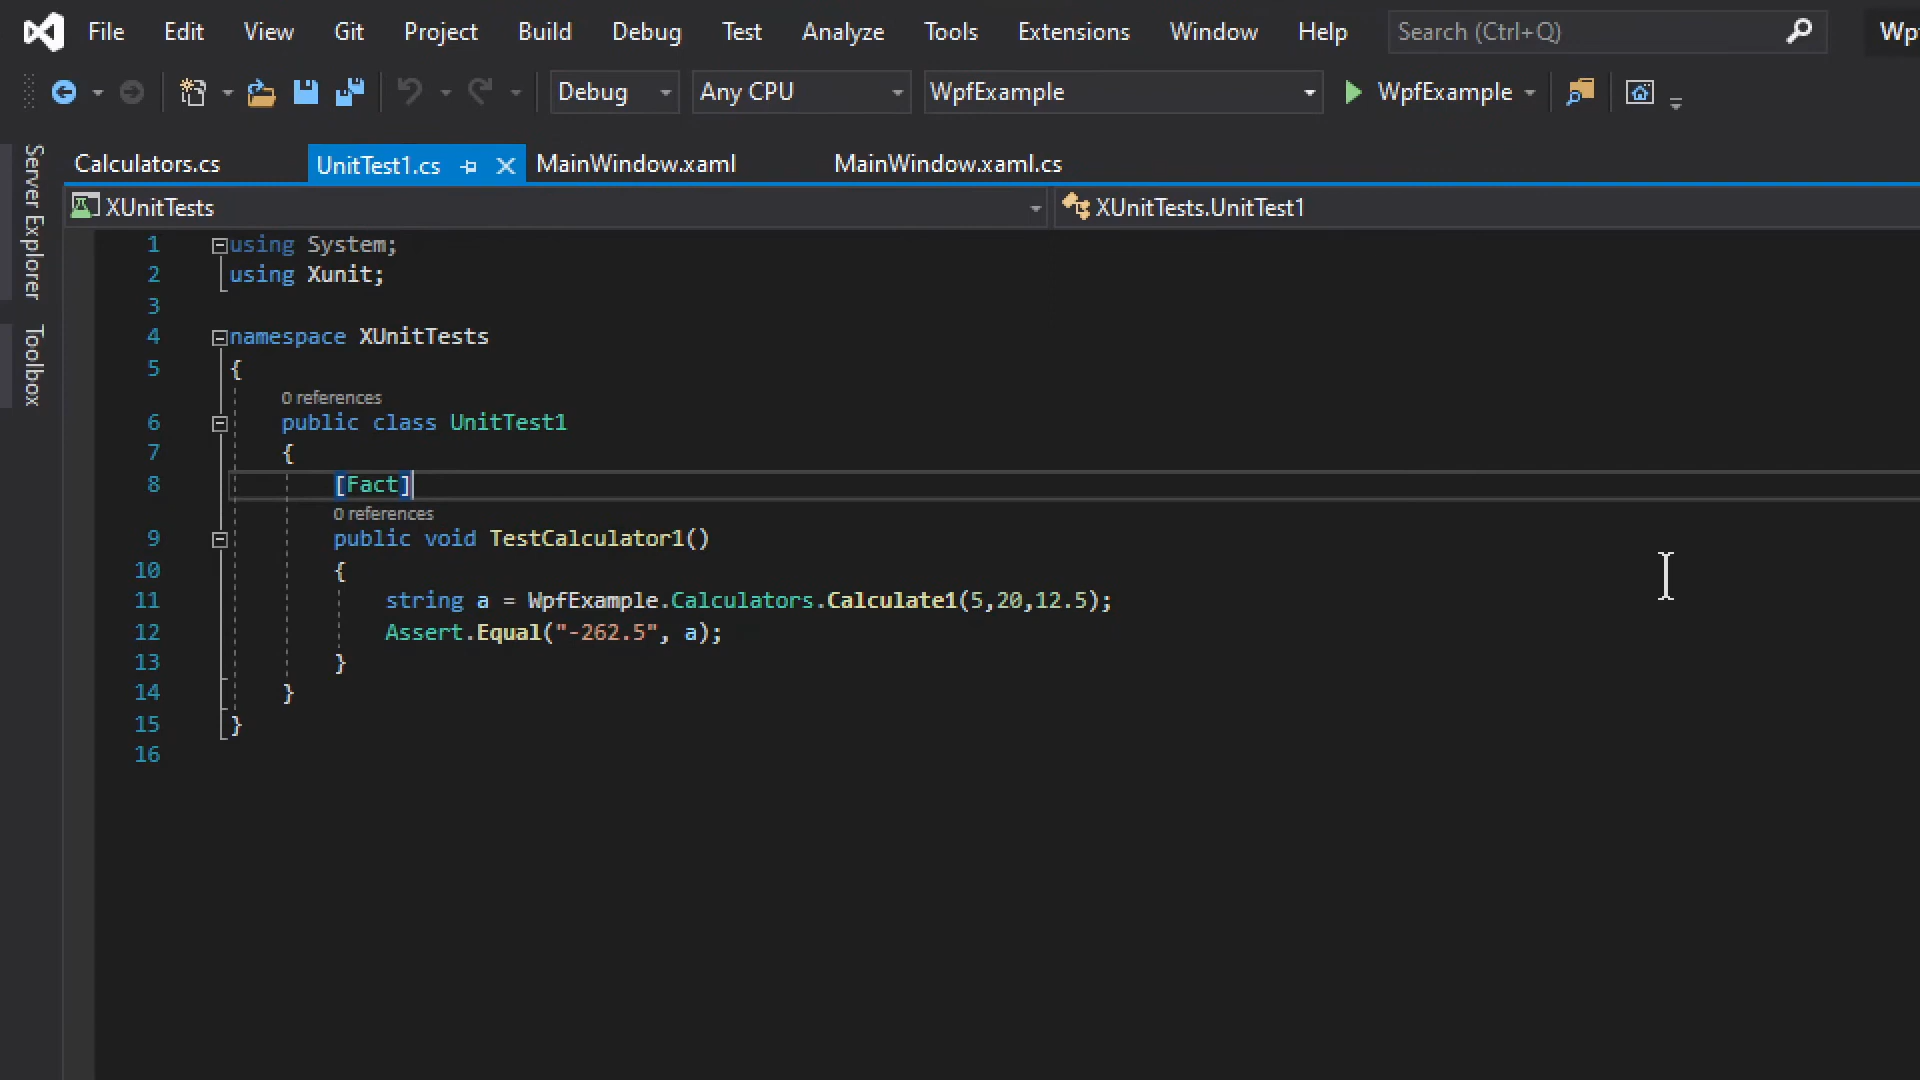 File Edit View Git Project Build Debug Test Analyze Tools Extensions Window Help Search (Ctrl+Q)
Debug Any CPU WpfExample WpfExample
Server Explorer
Toolbox
Calculators.cs UnitTest1.cs MainWindow.xaml MainWindow.xaml.cs
XUnitTests XUnitTests.UnitTest1
1 using System;
2 using Xunit;
3
4 namespace XUnitTests
5 {
0 references
6 public class UnitTest1
7 {
8 [Fact]
0 references
9 public void TestCalculator1()
10 {
11 string a = WpfExample.Calculators.Calculate1(5,20,12.5);
12 Assert.Equal("-262.5", a);
13 }
14 }
15 }
16